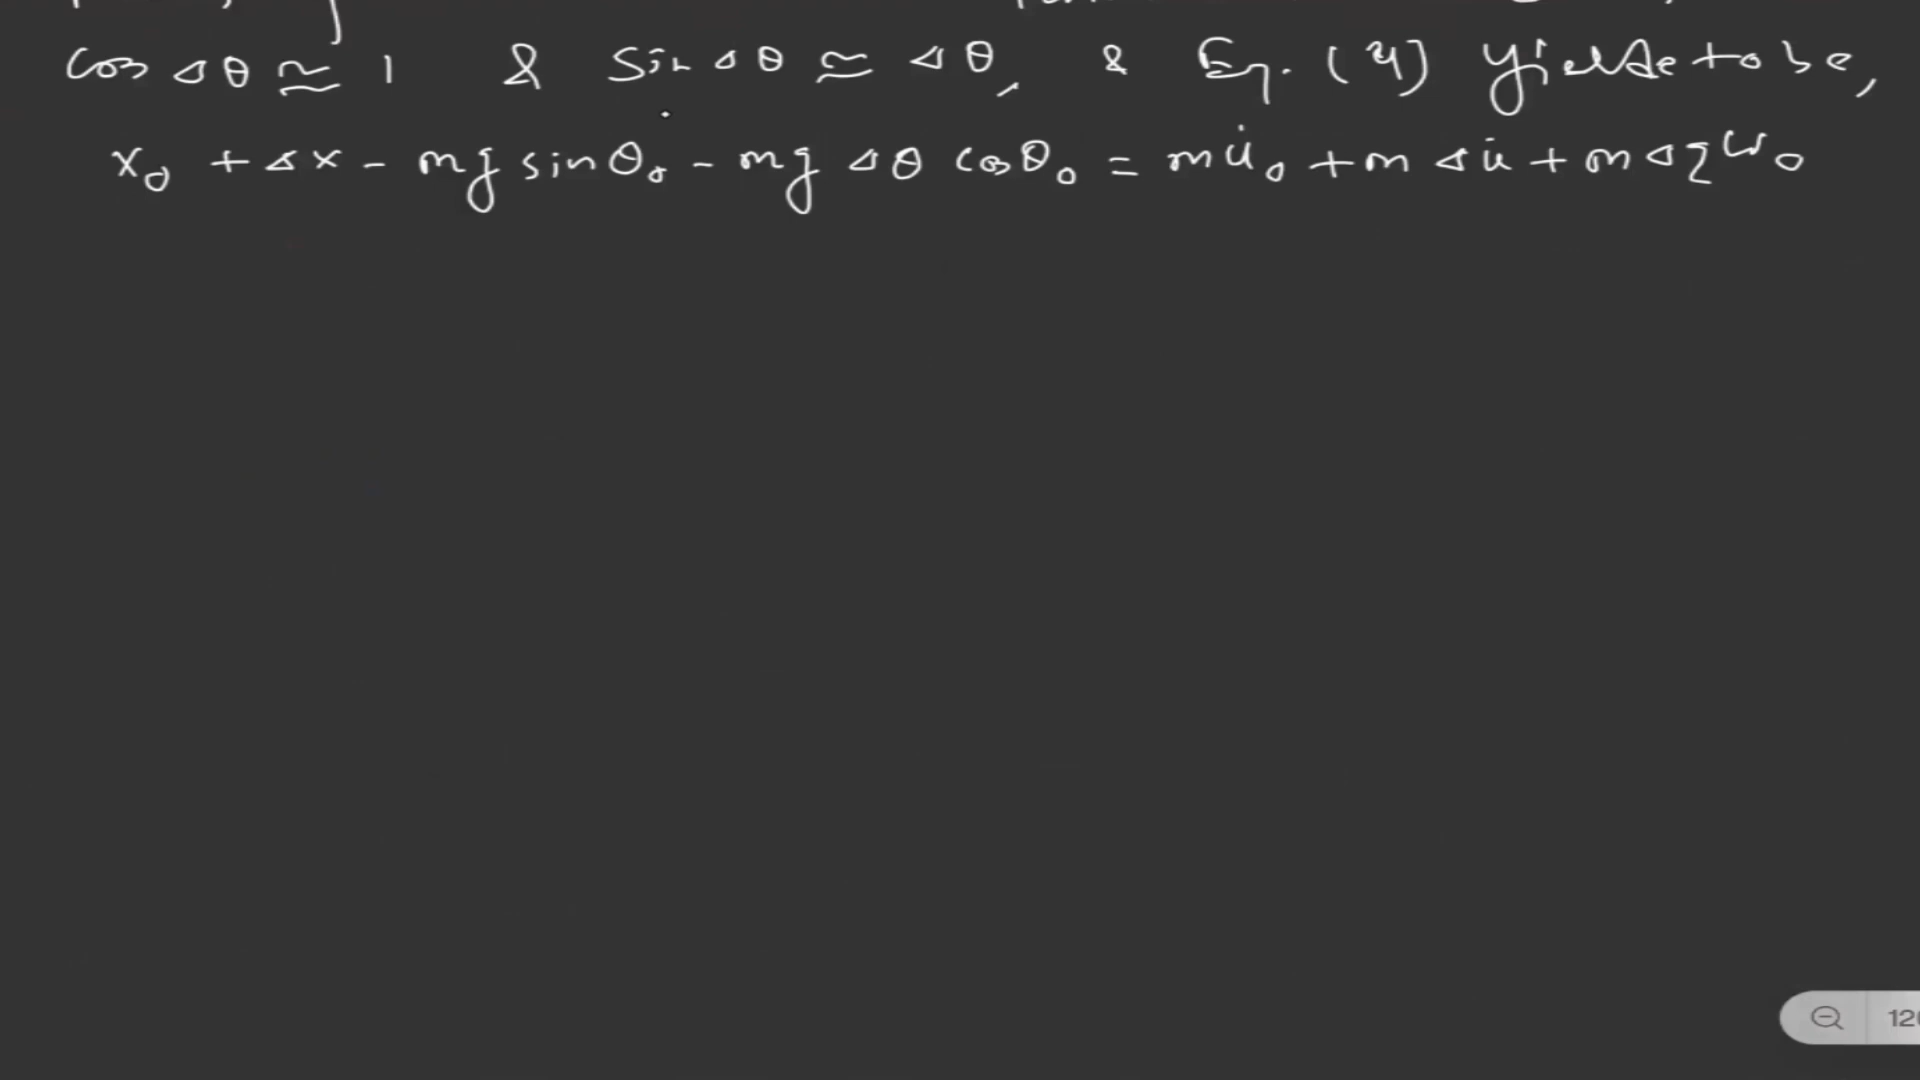 cos Δθ ≃ 1 & sin Δθ ≃ Δθ, & Eq. (4) yields to be,
X₀ + ΔX - mg sinθ₀ - mg Δθ cosθ₀ = m u̇₀ + m Δu̇ + m Δq w₀
120